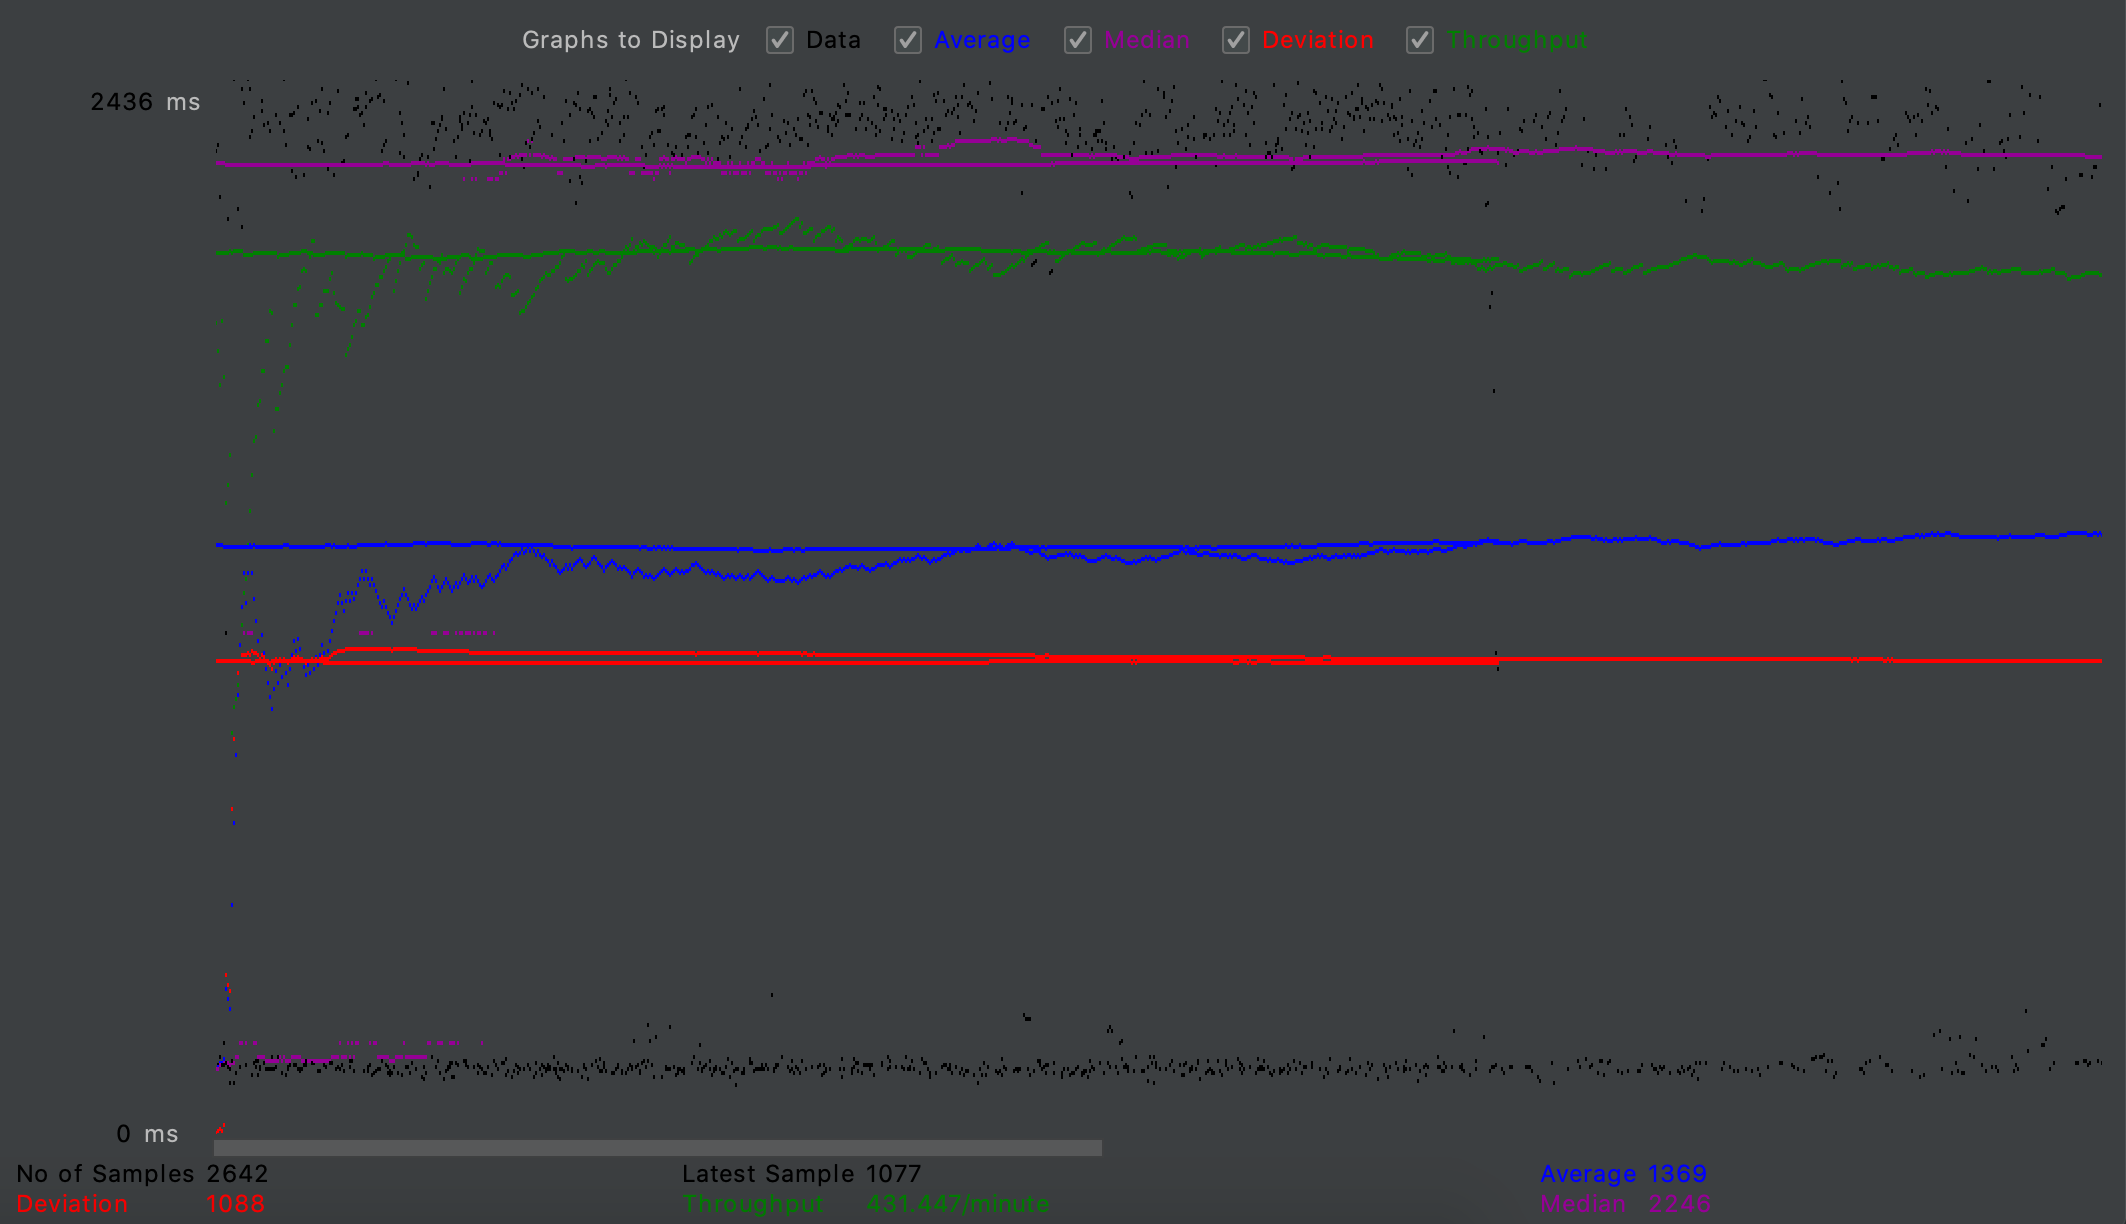 Graphs to Display Data Average Median Deviation Throughput
2436 ms
0 ms
No of Samples 2642 Latest Sample 1077 Average 1369
Deviation 1088 Throughput 431.447/minute Median 2246